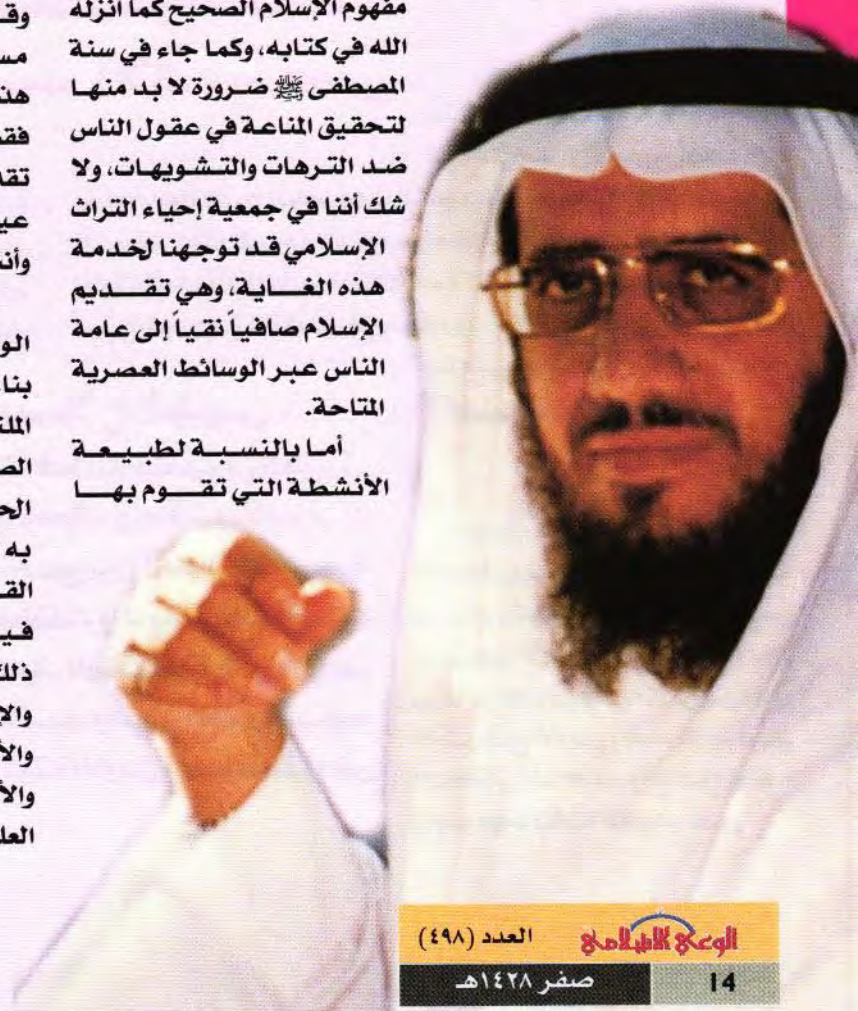 مفهوم الإسلام الصحيح كما أنزله
الله في كتابه، وكما جاء في سنة
المصطفى ﷺ ضرورة لا بد منها
لتحقيق المناعة في عقول الناس
ضد الترهات والتشويهات، ولا
شك أننا في جمعية إحياء التراث
الإسلامي قد توجهنا لخدمة
هذه الغاية، وهي تقديم
الإسلام صافياً نقياً إلى عامة
الناس عبر الوسائط العصرية
المتاحة.
أما بالنسبة لطبيعة
الأنشطة التي تقوم بها
الوعي الإسلامي
العدد (٤٩٨)
14
صفر ١٤٢٨هـ